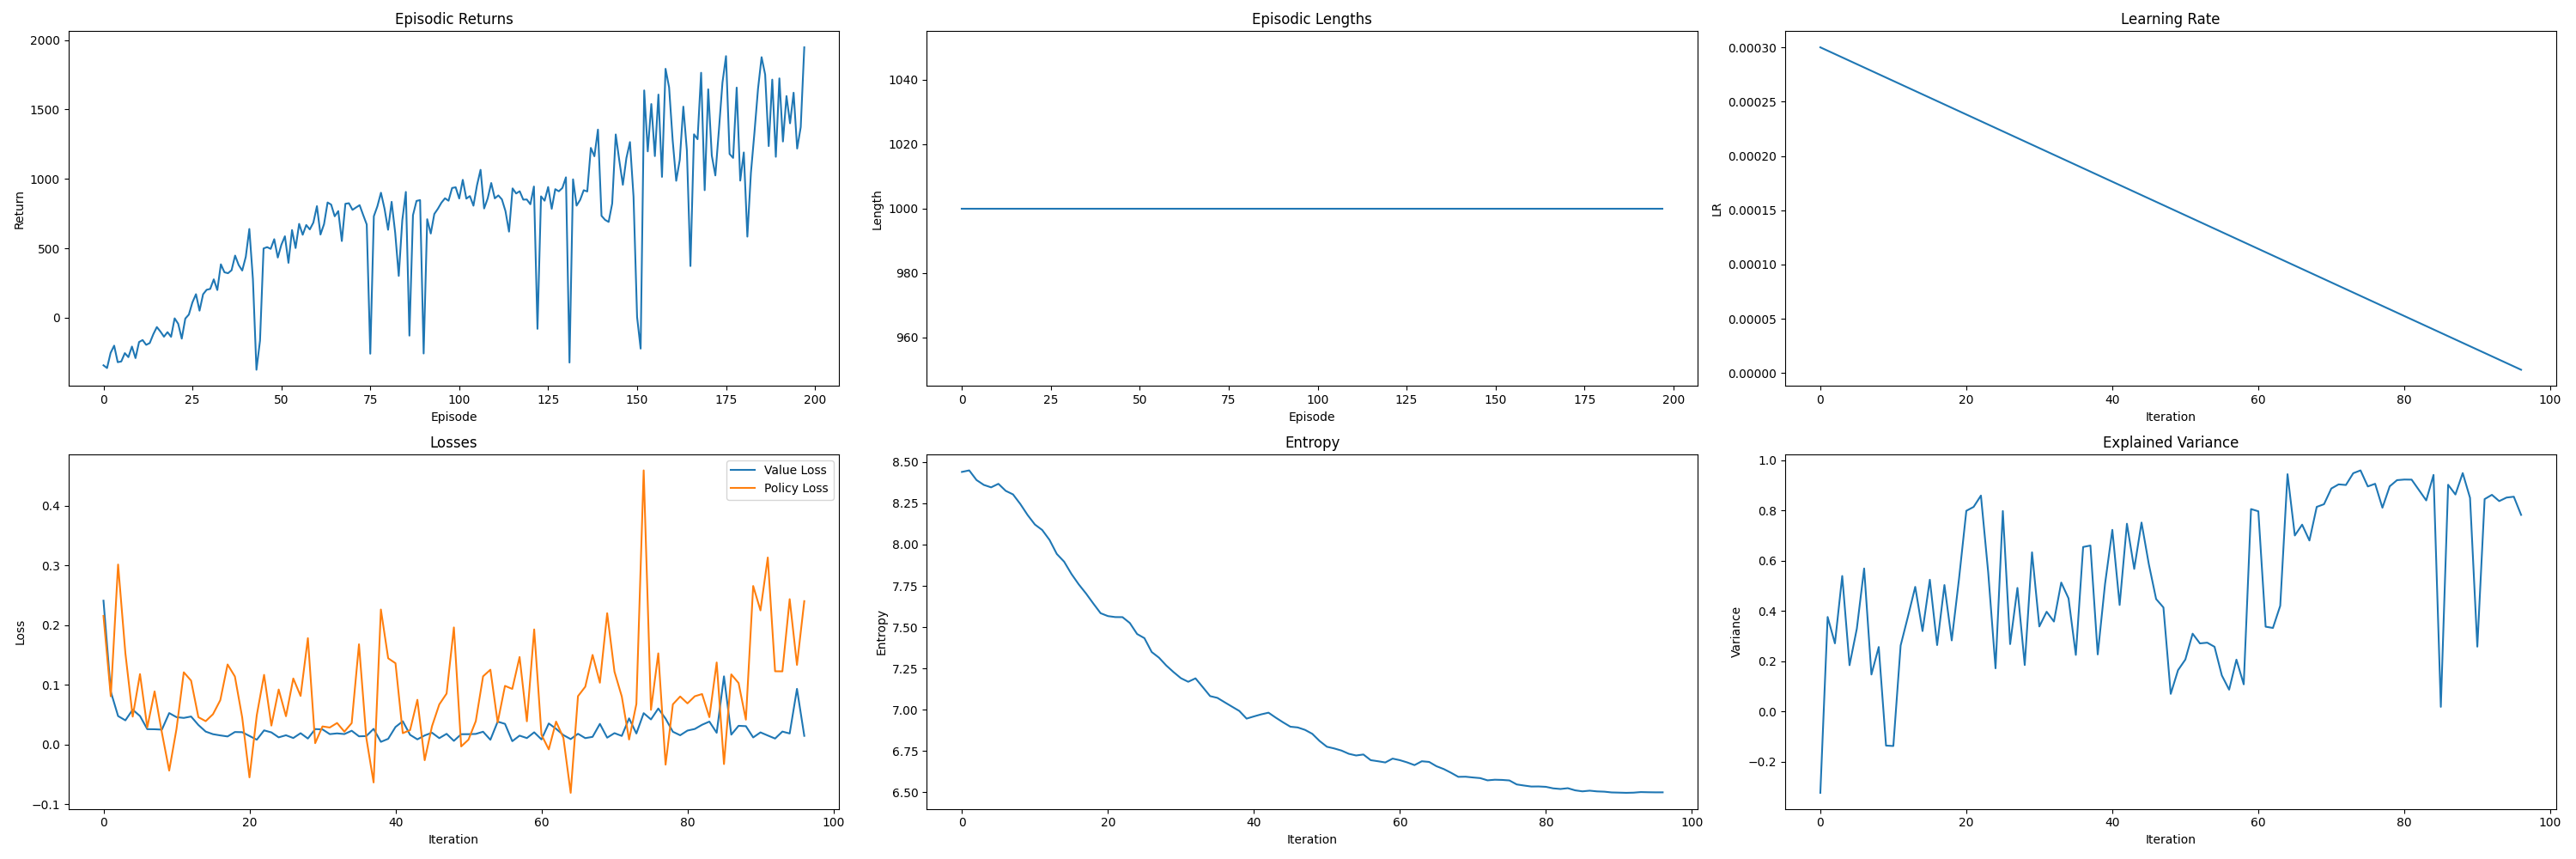 Episodic Returns
Return
2000
1500
1000
500
0
0 25 50 75 100 125 150 175 200
Episode
Episodic Lengths
Length
1040
1020
1000
980
960
0 25 50 75 100 125 150 175 200
Episode
Learning Rate
LR
0.00030
0.00025
0.00020
0.00015
0.00010
0.00005
0.00000
0 20 40 60 80 100
Iteration
Losses
Value Loss
Policy Loss
Loss
0.4
0.3
0.2
0.1
0.0
−0.1
0 20 40 60 80 100
Iteration
Entropy
Entropy
8.50
8.25
8.00
7.75
7.50
7.25
7.00
6.75
6.50
0 20 40 60 80 100
Iteration
Explained Variance
Variance
1.0
0.8
0.6
0.4
0.2
0.0
−0.2
0 20 40 60 80 100
Iteration